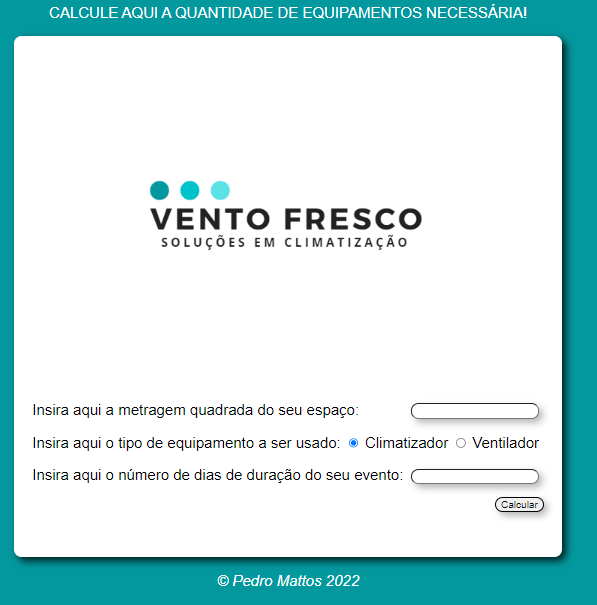 CALCULE AQUI A QUANTIDADE DE EQUIPAMENTOS NECESSÁRIA!
VENTO FRESCO
SOLUÇÕES EM CLIMATIZAÇÃO
Insira aqui a metragem quadrada do seu espaço:
Insira aqui o tipo de equipamento a ser usado: Climatizador Ventilador
Insira aqui o número de dias de duração do seu evento:
Calcular
© Pedro Mattos 2022